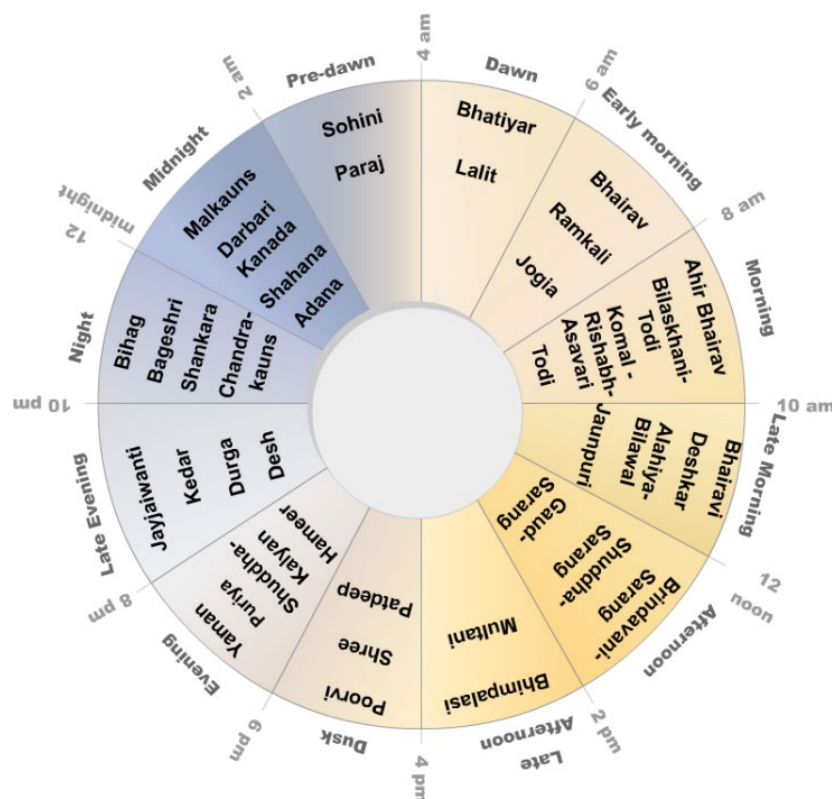 4 am
Dawn
Bhatiyar
Lalit
6 am
Early morning
Bhairav
Ramkali
Jogia
8 am
Morning
Ahir Bhairav
Bilaskhani-
Todi
Komal -
Rishabh-
Asavari
Todi
10 am
Late Morning
Bhairavi
Deshkar
Alahiya-
Bilawal
Jaunpuri
12
noon
Afternoon
Brindavani-
Sarang
Shuddha-
Sarang
Gaud-
Sarang
2 pm
Late
Afternoon
Multani
Bhimpalasi
4 pm
Dusk
Patdeep
Shree
Poorvi
6 pm
Evening
Hameer
Shuddha-
Kalyan
Puriya
Yaman
8 pm
Late Evening
Jayjaiwanti
Kedar
Durga
Desh
10 pm
Night
Bihag
Bageshri
Shankara
Chandra-
kauns
12
midnight
Midnight
Malkauns
Darbari
Kanada
Shahana
Adana
2 am
Pre-dawn
Sohini
Paraj